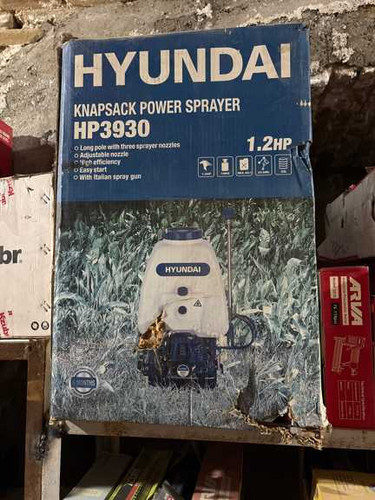 HYUNDAI
KNAPSACK POWER SPRAYER
HP3930
Long pole with three sprayer nozzles
Adjustable nozzle
High efficiency
Easy start
With Italian spray gun
1.2HP
HYUNDAI
ARVA
br.